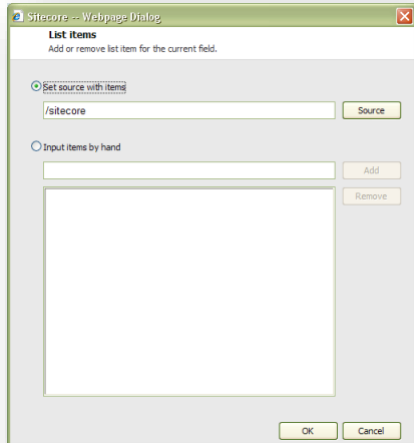 Sitecore -- Webpage Dialog
List items
Add or remove list item for the current field.
Set source with items
/sitecore
Source
Input items by hand
Add
Remove
OK
Cancel